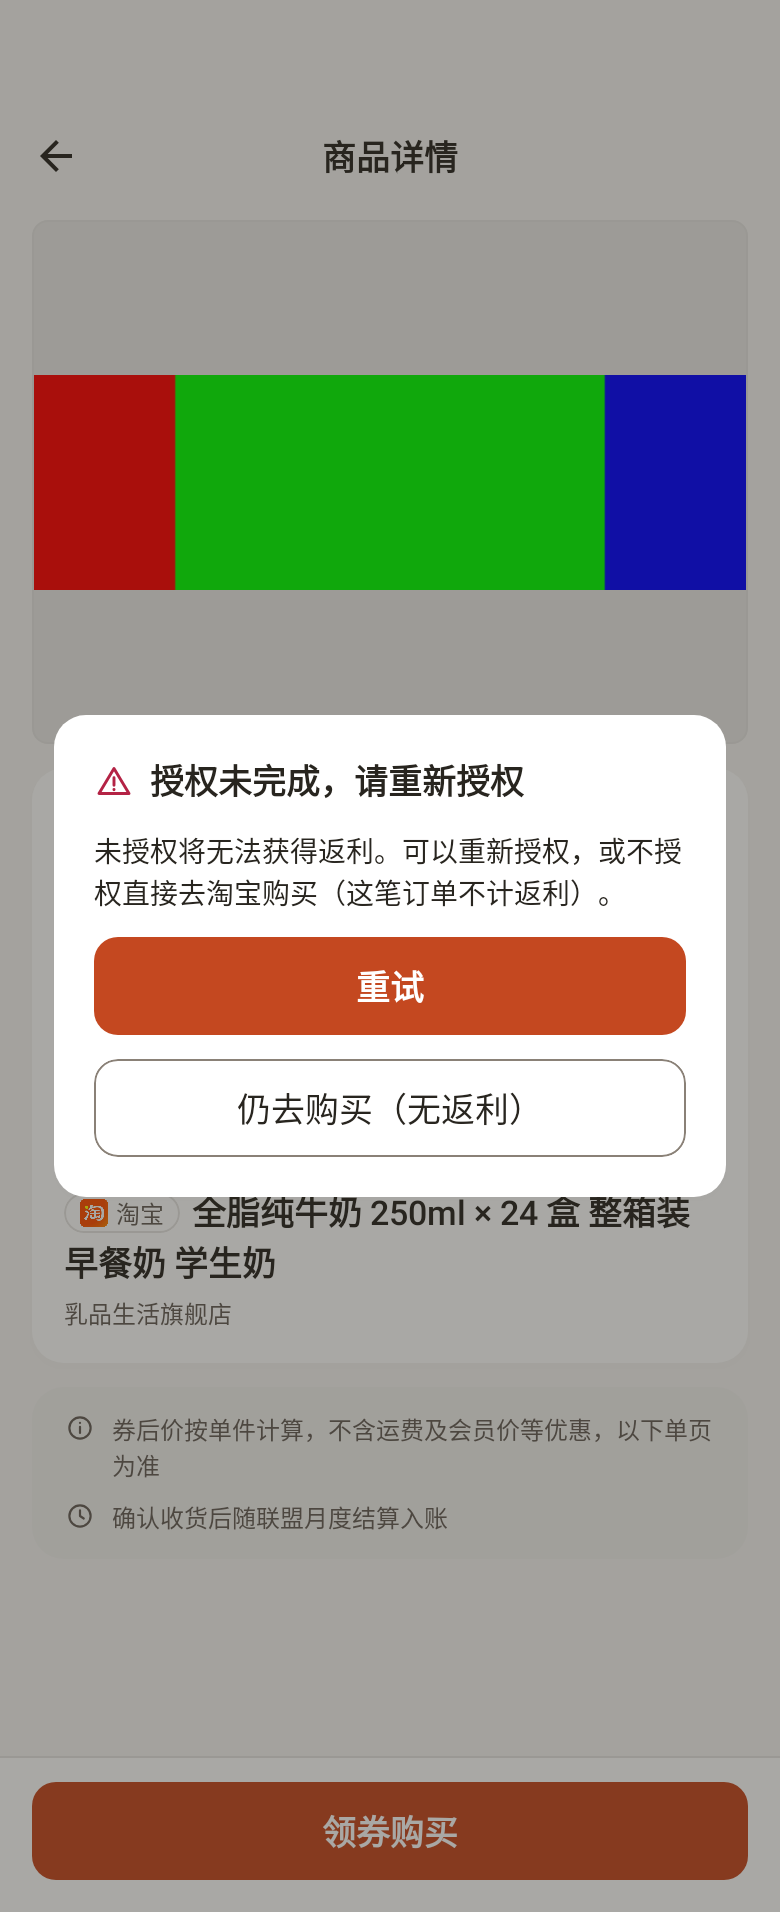 商品详情
授权未完成，请重新授权
未授权将无法获得返利。可以重新授权，或不授
权直接去淘宝购买（这笔订单不计返利）。
重试
仍去购买（无返利）
淘 淘宝 全脂纯牛奶 250ml × 24 盒 整箱装
早餐奶 学生奶
乳品生活旗舰店
券后价按单件计算，不含运费及会员价等优惠，以下单页
为准
确认收货后随联盟月度结算入账
领券购买